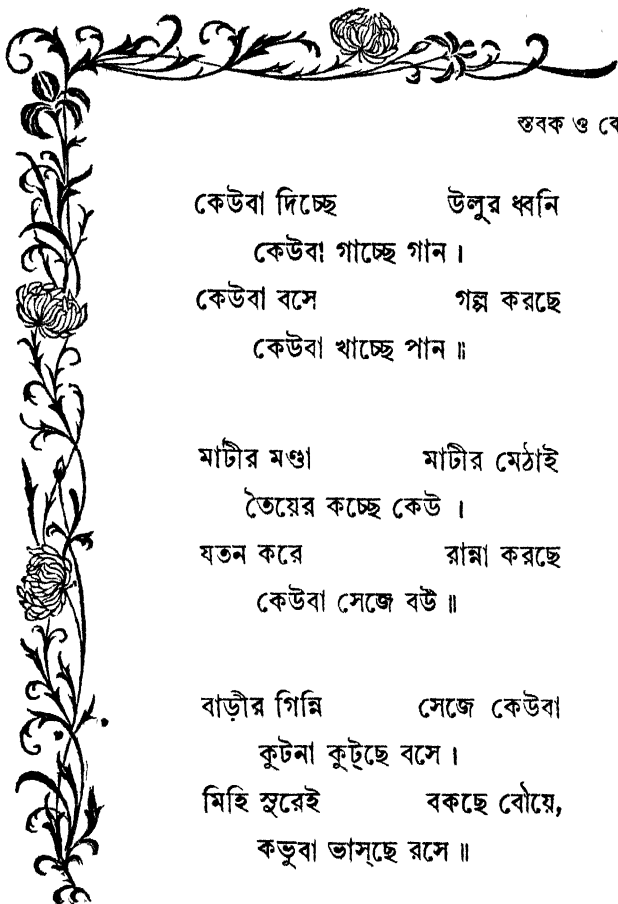 স্তবক ও
কেউবা দিচ্ছে উলুর ধ্বনি
কেউবা গাচ্ছে গান ।
কেউবা বসে গল্প করছে
কেউবা খাচ্ছে পান ॥
মাটীর মণ্ডা মাটীর মেঠাই
তৈয়ের কচ্ছে কেউ ।
যতন করে রান্না করছে
কেউবা সেজে বউ ॥
বাড়ীর গিন্নি সেজে কেউবা
কুটনা কুট্‌ছে বসে ।
মিহি সুরেই বকছে বৌয়ে,
কভুবা ভাস্‌ছে রসে ॥